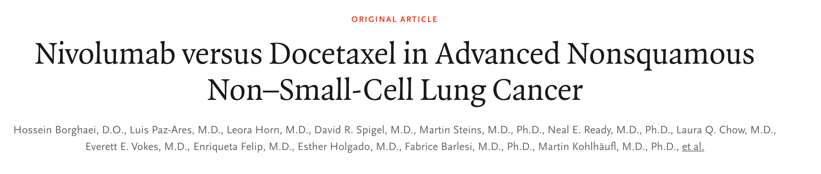 ORIGINAL ARTICLE
Nivolumab versus Docetaxel in Advanced Nonsquamous
Non–Small-Cell Lung Cancer
Hossein Borghaei, D.O., Luis Paz-Ares, M.D., Leora Horn, M.D., David R. Spigel, M.D., Martin Steins, M.D., Ph.D., Neal E. Ready, M.D., Ph.D., Laura Q. Chow, M.D.,
Everett E. Vokes, M.D., Enriqueta Felip, M.D., Esther Holgado, M.D., Fabrice Barlesi, M.D., Ph.D., Martin Kohlhäufl, M.D., Ph.D., et al.